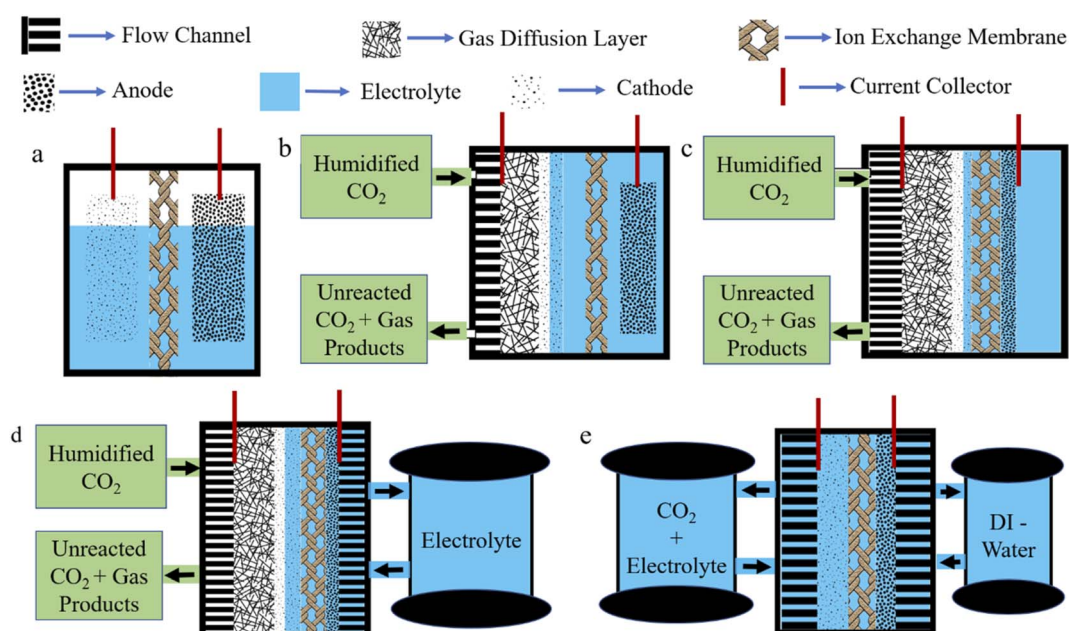 Flow Channel
Gas Diffusion Layer
Ion Exchange Membrane
Anode
Electrolyte
Cathode
Current Collector
a
b
Humidified
CO2
Unreacted
CO2 + Gas
Products
c
Humidified
CO2
Unreacted
CO2 + Gas
Products
d
Humidified
CO2
Unreacted
CO2 + Gas
Products
Electrolyte
e
CO2
+
Electrolyte
DI -
Water